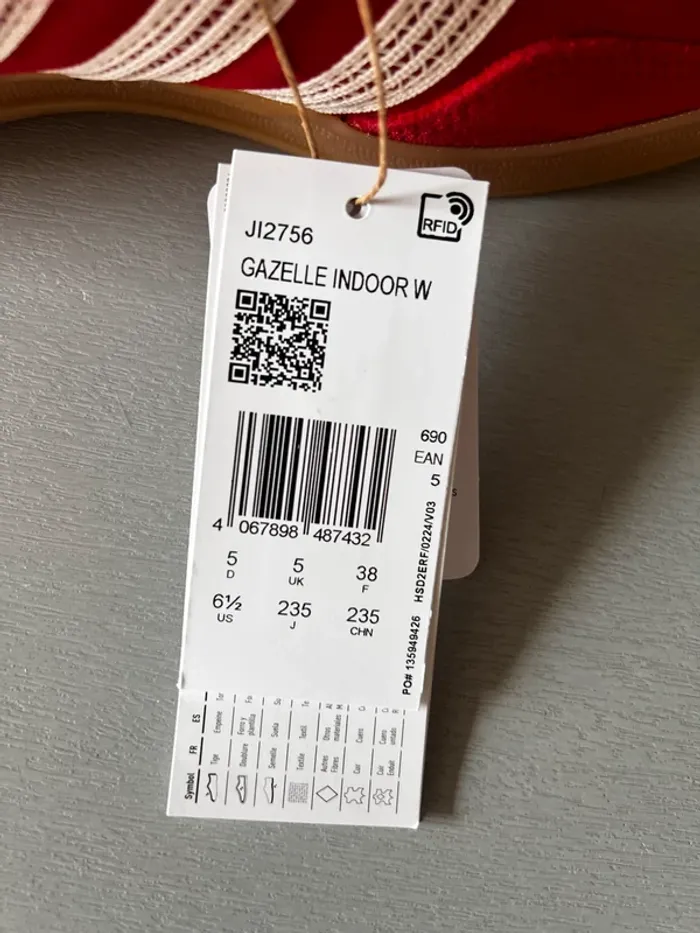 RFID
JI2756
GAZELLE INDOOR W
690
EAN
5
4 067898 487432
5 5 38
D UK F
6½ 235 235
US J CHN
PO# 135949426 HSD2ERF/0224/V03
s
Symbol FR ES
Tige Empeine
Doublure Forro y plantilla
Semelle Suela
Textile Textil
Autres Fibres Otros materiales
Cuir Cuero
Cuir Enduit Cuero untado